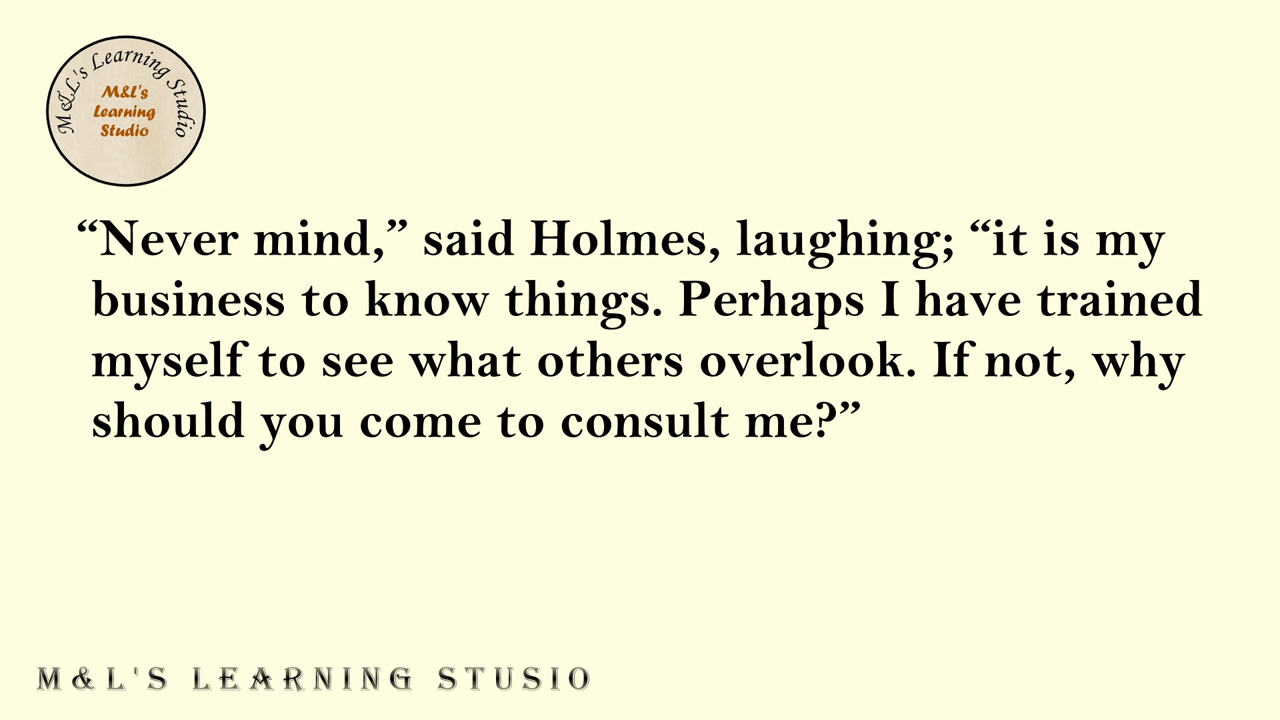 M&L's Learning Studio
M&L's
Learning
Studio
“Never mind,” said Holmes, laughing; “it is my
business to know things. Perhaps I have trained
myself to see what others overlook. If not, why
should you come to consult me?”
M&L'S LEARNING STUSIO